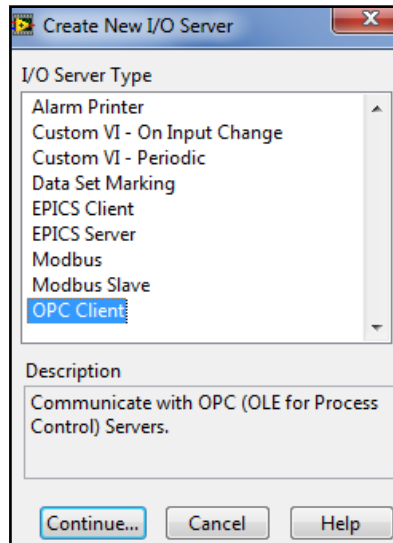 Create New I/O Server
I/O Server Type
Alarm Printer
Custom VI - On Input Change
Custom VI - Periodic
Data Set Marking
EPICS Client
EPICS Server
Modbus
Modbus Slave
OPC Client
Description
Communicate with OPC (OLE for Process
Control) Servers.
Continue... Cancel Help